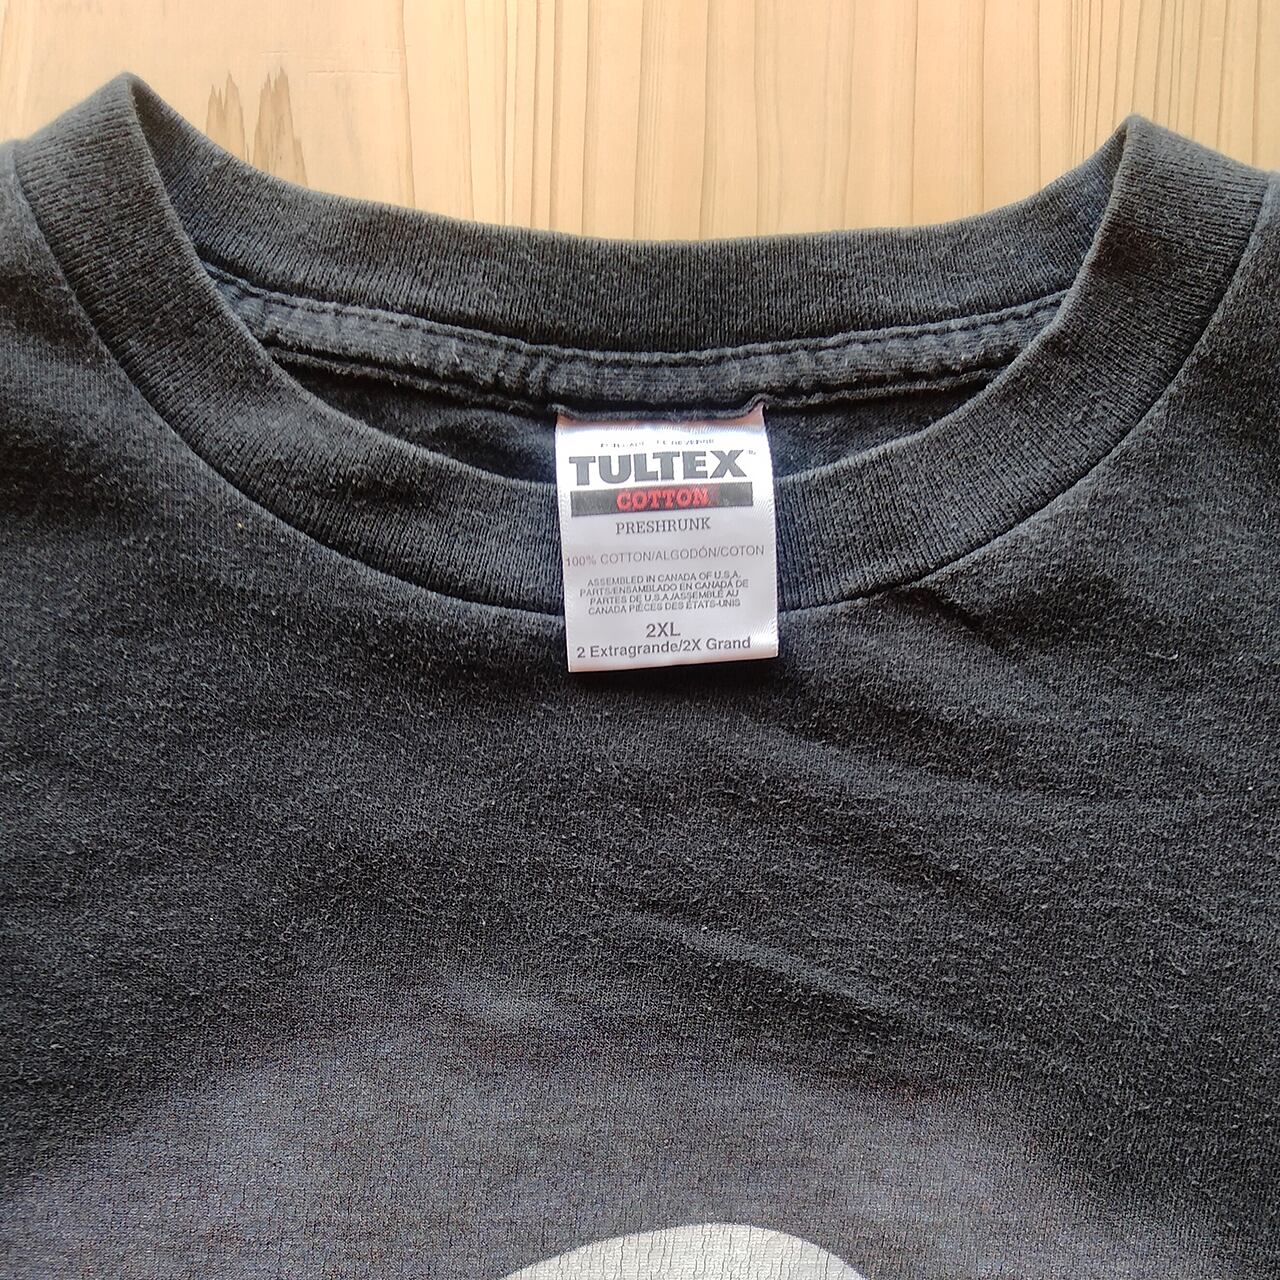 TULTEX®
COTTON
PRESHRUNK
100% COTTON/ALGODÓN/COTON
ASSEMBLED IN CANADA OF U.S.A.
PARTS/ENSAMBLADO EN CANADA DE
PARTES DE U.S.A./ASSEMBLÉ AU
CANADA PIÈCES DES ÉTATS-UNIS
2XL
2 Extragrande/2X Grand